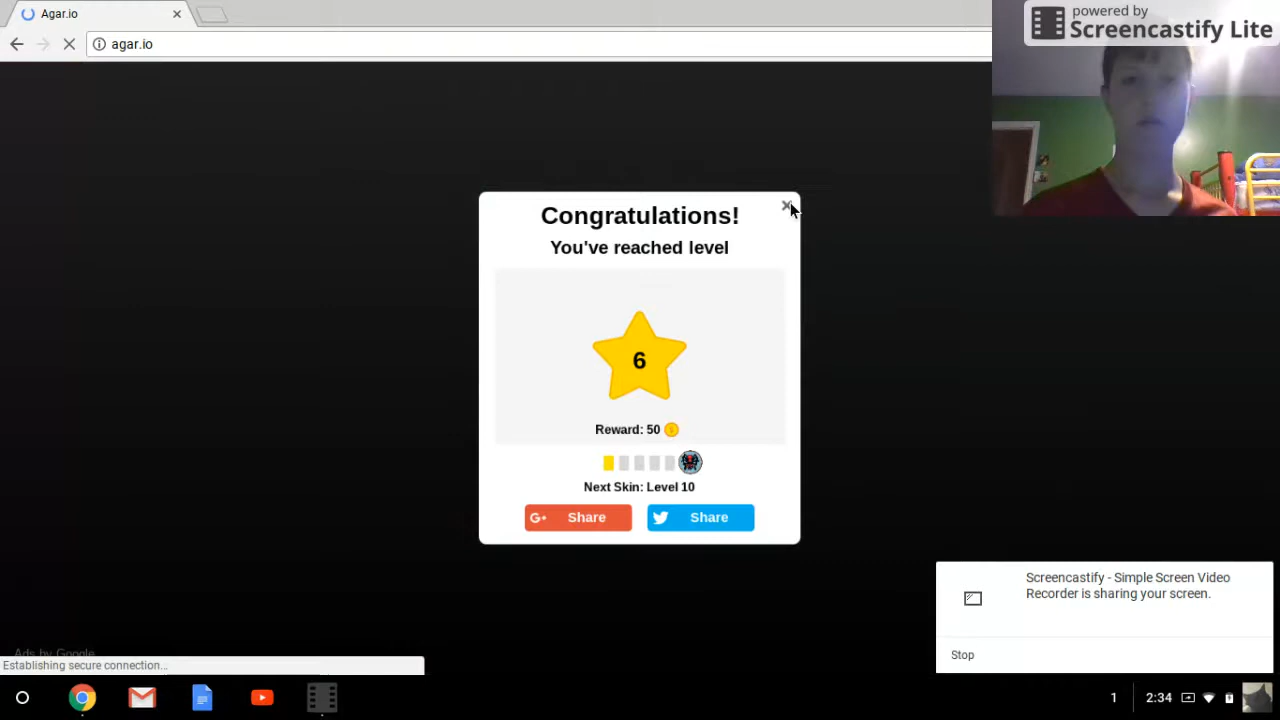 Agar.io
agar.io
powered by
Screencastify Lite
Congratulations!
You've reached level
6
Reward: 50
Next Skin: Level 10
G+ Share
Share
Screencastify - Simple Screen Video
Recorder is sharing your screen.
Stop
Ads by Google
Establishing secure connection...
1
2:34